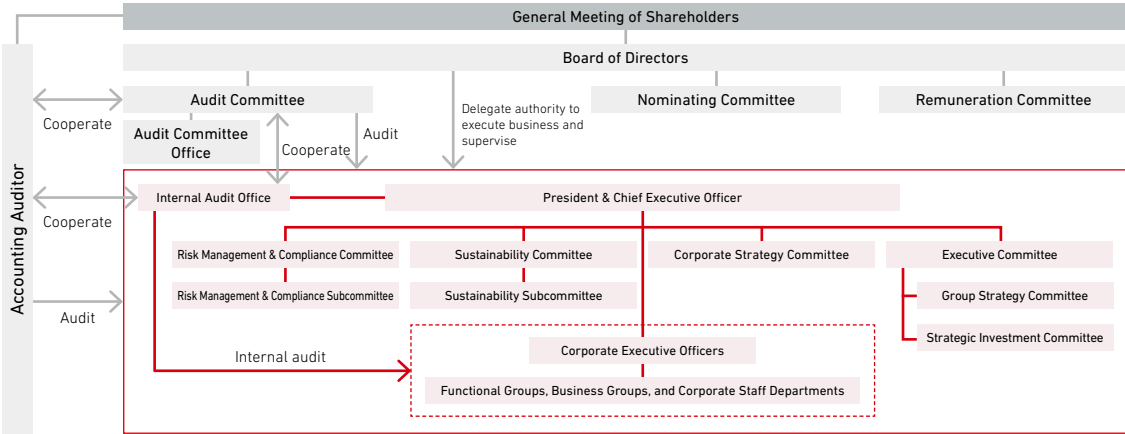 General Meeting of Shareholders
Board of Directors
Audit Committee
Nominating Committee
Remuneration Committee
Cooperate
Audit Committee
Office
Cooperate
Audit
Delegate authority to
execute business and
supervise
Accounting Auditor
Internal Audit Office
President & Chief Executive Officer
Cooperate
Risk Management & Compliance Committee
Sustainability Committee
Corporate Strategy Committee
Executive Committee
Risk Management & Compliance Subcommittee
Sustainability Subcommittee
Group Strategy Committee
Audit
Strategic Investment Committee
Internal audit
Corporate Executive Officers
Functional Groups, Business Groups, and Corporate Staff Departments